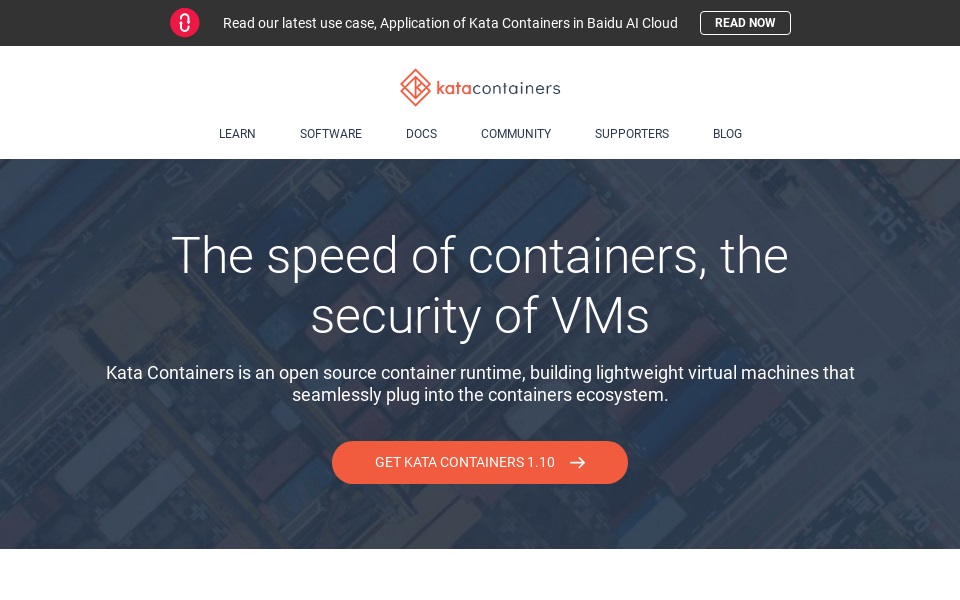 Read our latest use case, Application of Kata Containers in Baidu AI Cloud
READ NOW
katacontainers
LEARN SOFTWARE DOCS COMMUNITY SUPPORTERS BLOG
The speed of containers, the
security of VMs
Kata Containers is an open source container runtime, building lightweight virtual machines that
seamlessly plug into the containers ecosystem.
GET KATA CONTAINERS 1.10